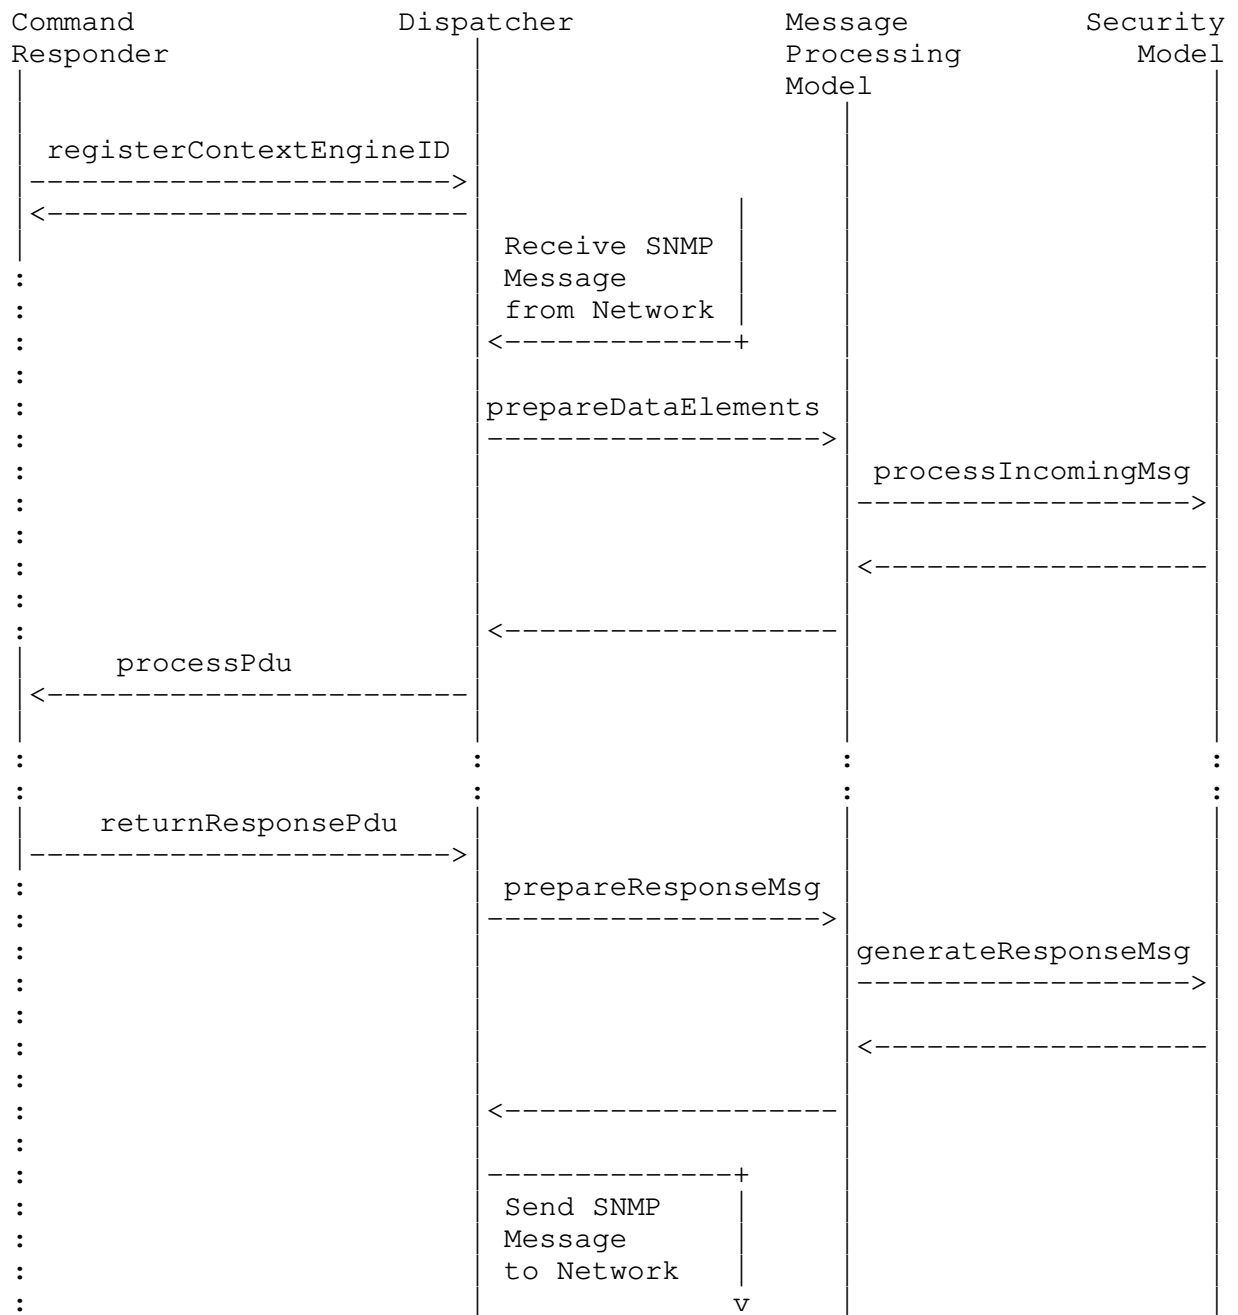 Command Dispatcher Message Security
Responder Processing Model
Model
registerContextEngineID
Receive SNMP
Message
from Network
prepareDataElements
processIncomingMsg
processPdu
returnResponsePdu
prepareResponseMsg
generateResponseMsg
Send SNMP
Message
to Network
v